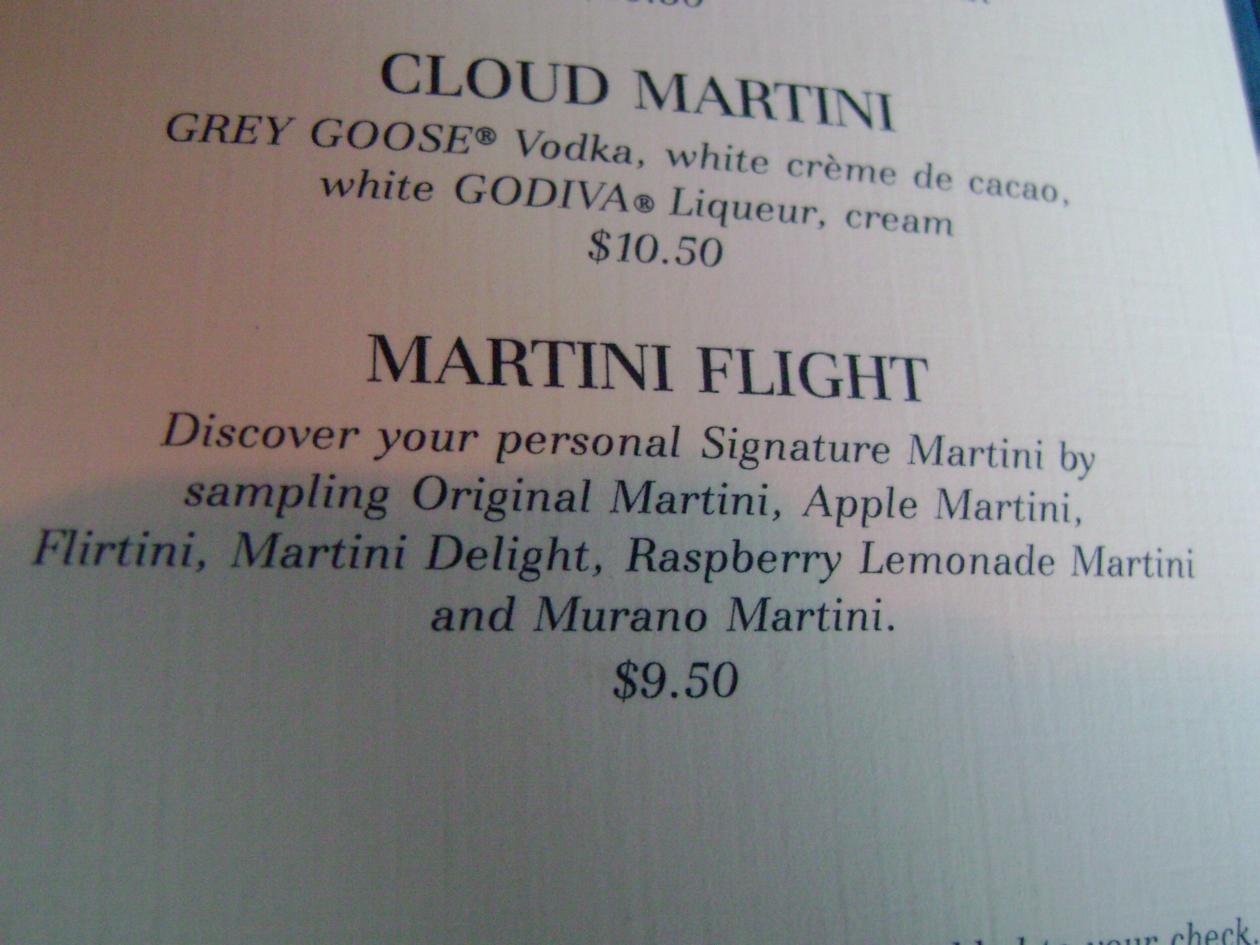 CLOUD MARTINI
GREY GOOSE® Vodka, white crème de cacao,
white GODIVA® Liqueur, cream
$10.50
MARTINI FLIGHT
Discover your personal Signature Martini by
sampling Original Martini, Apple Martini,
Flirtini, Martini Delight, Raspberry Lemonade Martini
and Murano Martini.
$9.50
to your check.